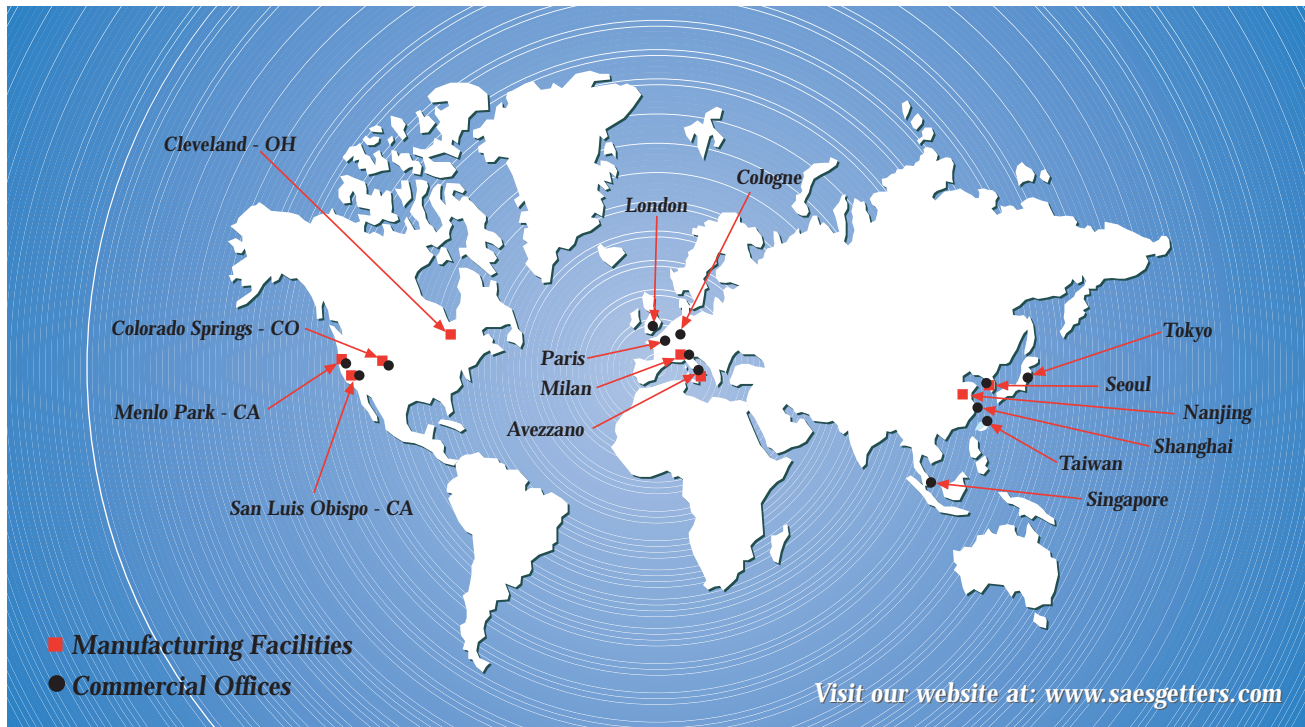 Cleveland - OH
Cologne
London
Colorado Springs - CO
Tokyo
Paris
Milan
Seoul
Menlo Park - CA
Nanjing
Avezzano
Shanghai
Taiwan
San Luis Obispo - CA
Singapore
Manufacturing Facilities
Commercial Offices
Visit our website at: www.saesgetters.com